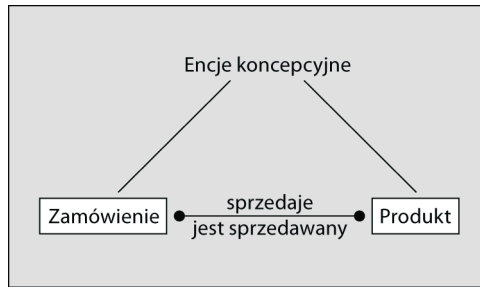 Encje koncepcyjne
sprzedaje
Zamówienie
Produkt
jest sprzedawany